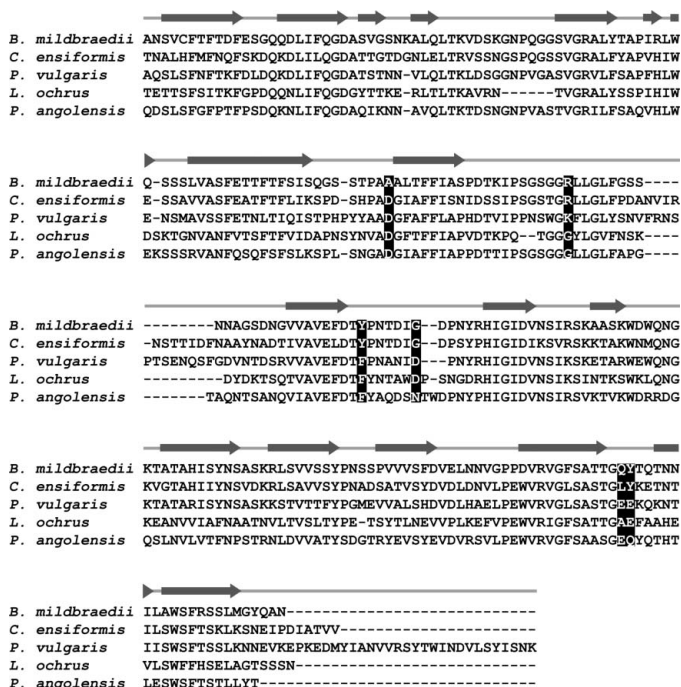 B. mildbraedii ANSVCFTFTDFESGQQDLIFQGDASVGSNKALQLTKVDSKGNPQGGSVGRALYTAPIRLW
C. ensiformis TNALHFMFNQFSKDQKDLILQGDATTGTDGNLELTRVSSNGSPQGSSVGRALFYAPVHIW
P. vulgaris AQSLSFNFTKFDLDQKDLIFQGDATSTNN-VLQLTKLDSGGNPVGASVGRVLFSAPFHLW
L. ochrus TETTSFSITKFGPDQQNLIFQGDGYTTKE-RLTLTKAVRN------TVGRALYSSPIHIW
P. angolensis QDSLSFGFPTFPSDQKNLIFQGDAQIKNN-AVQLTKTDSNGNPVASTVGRILFSAQVHLW
B. mildbraedii Q-SSSLVASFETTFTFSISQGS-STPAAALTFFIASPDTKIPSGSGGRLLGLFGSS----
C. ensiformis E-SSAVVASFEATFTFLIKSPD-SHPADGIAFFISNIDSSIPSGSTGRLLGLFPDANVIR
P. vulgaris E-NSMAVSSFETNLTIQISTPHPYYAADGFAFFLAPHDTVIPPNSWGKFLGLYSNVFRNS
L. ochrus DSKTGNVANFVTSFTFVIDAPNSYNVADGFTFFIAPVDTKPQ--TGGGYLGVFNSK----
P. angolensis EKSSSRVANFQSQFSFSLKSPL-SNGADGIAFFIAPPDTTIPSGSGGGLLGLFAPG----
B. mildbraedii --------NNAGSDNGVVAVEFDTYPNTDIG--DPNYRHIGIDVNSIRSKAASKWDWQNG
C. ensiformis -NSTTIDFNAAYNADTIVAVELDTYPNTDIG--DPSYPHIGIDIKSVRSKKTAKWNMQNG
P. vulgaris PTSENQSFGDVNTDSRVVAVEFDTFPNANID--PNYRHIGIDVNSIKSKETARWEWQNG
L. ochrus ---------DYDKTSQTVAVEFDTFYNTAWDP-SNGDRHIGIDVNSIKSINTKSWKLQNG
P. angolensis -------TAQNTSANQVIAVEFDTFYAQDSNTWDPNYPHIGIDVNSIRSVKTVKWDRRDG
B. mildbraedii KTATAHISYNSASKRLSVVSSYPNSSPVVVSFDVELNNVGPPDVRVGFSATTGQYTQTNN
C. ensiformis KVGTAHIIYNSVDKRLSAVVSYPNADSATVSYDVDLDNVLPEWVRVGLSASTGLYKETNT
P. vulgaris KTATARISYNSASKKSTVTTFYPGMEVVALSHDVDLHAELPEWVRVGLSASTGEEKQKNT
L. ochrus KEANVVIAFNAATNVLTVSLTYPE-TSYTLNEVVPLKEFVPEWVRIGFSATTGAEFAAHE
P. angolensis QSLNVLVTFNPSTRNLDVVATYSDGTRYEVSYEVDVRSVLPEWVRVGFSAASGEQYQTHT
B. mildbraedii ILAWSFRSSLMGYQAN----------------------------
C. ensiformis ILSWSFTSKLKSNEIPDIATVV----------------------
P. vulgaris IISWSFTSSLKNNEVKEPKEDMYIANVVRSYTWINDVLSYISNK
L. ochrus VLSWFFHSELAGTSSSN---------------------------
P. angolensis LESWSFTSTLLYT-------------------------------